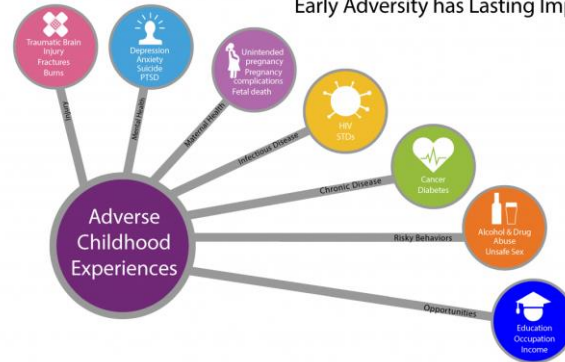 Early Adversity has Lasting
Traumatic Brain
Injury
Fractures
Burns
Depression
Anxiety
Suicide
PTSD
Unintended
pregnancy
Pregnancy
complications
Fetal death
HIV
STDs
Cancer
Diabetes
Alcohol & Drug
Abuse
Unsafe Sex
Education
Occupation
Income
Injury
Mental Health
Maternal Health
Infectious Disease
Chronic Disease
Risky Behaviors
Opportunities
Adverse
Childhood
Experiences